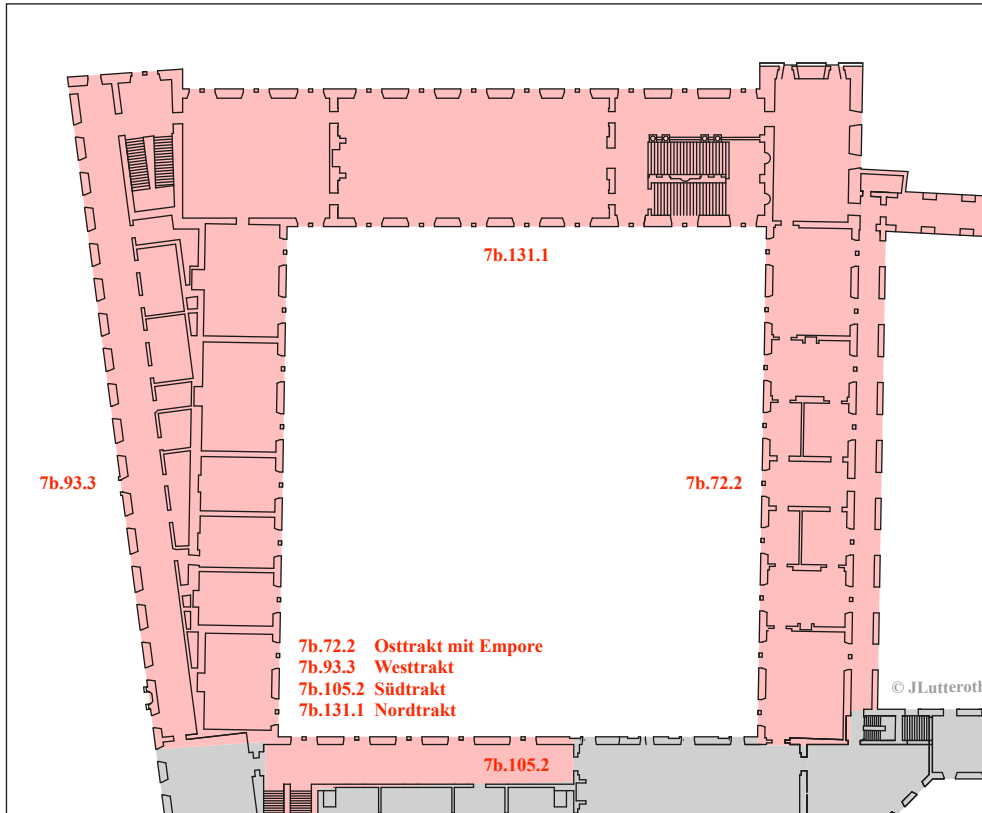 7b.131.1
7b.93.3
7b.72.2
7b.72.2 Osttrakt mit Empore
7b.93.3 Westtrakt
7b.105.2 Südtrakt
7b.131.1 Nordtrakt
© JLutteroth
7b.105.2